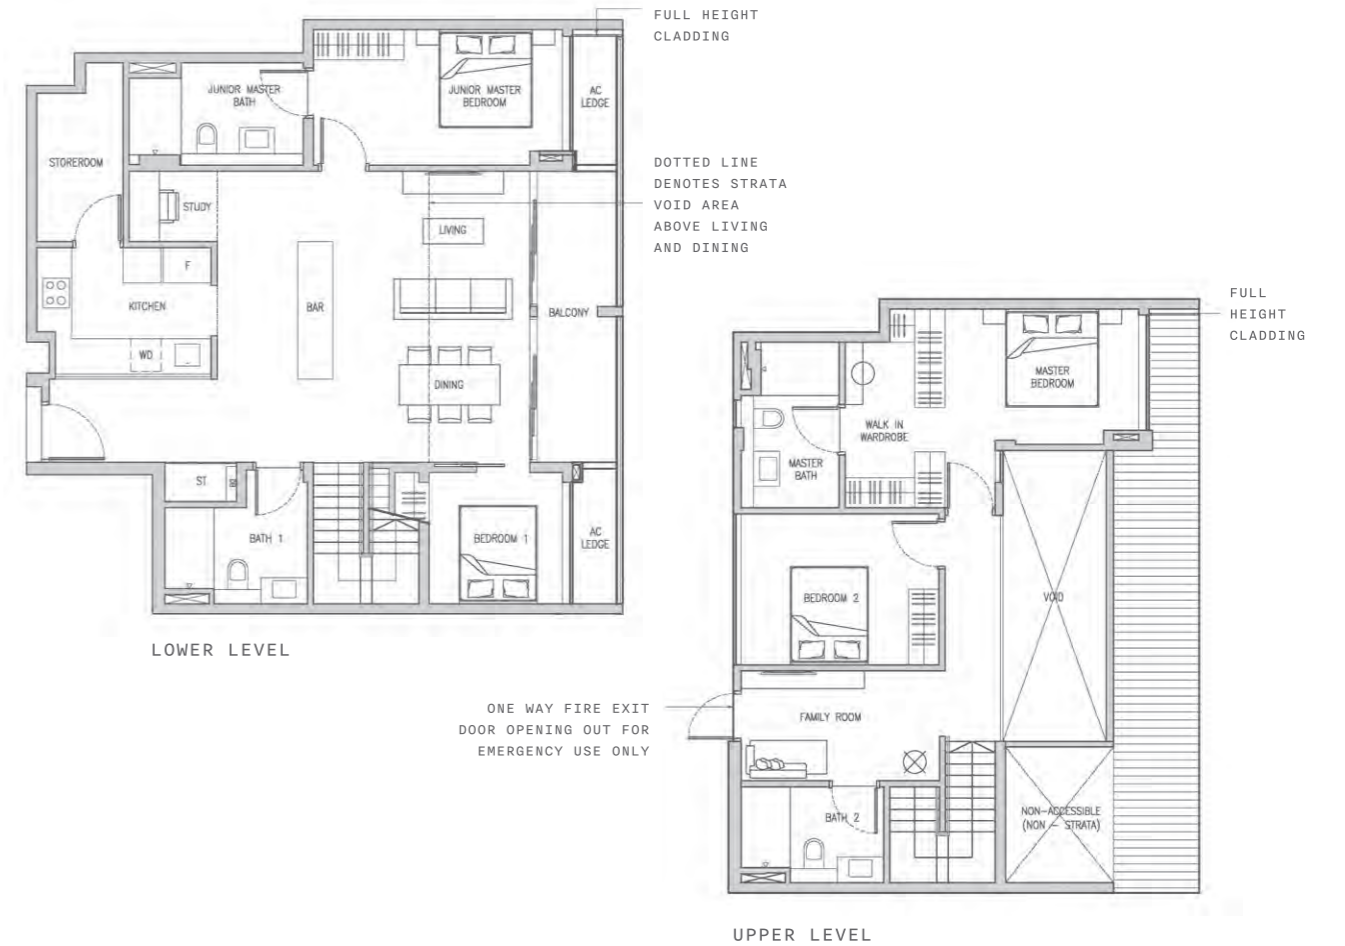 FULL HEIGHT
CLADDING
JUNIOR MASTER
BATH
JUNIOR MASTER
BEDROOM
AC
LEDGE
STOREROOM
DOTTED LINE
DENOTES STRATA
VOID AREA
ABOVE LIVING
AND DINING
STUDY
LIVING
F
KITCHEN
BAR
BALCONY
WD
DINING
ST
BATH 1
BEDROOM 1
AC
LEDGE
LOWER LEVEL
FULL
HEIGHT
CLADDING
MASTER
BEDROOM
WALK IN
WARDROBE
MASTER
BATH
BEDROOM 2
VOID
ONE WAY FIRE EXIT
DOOR OPENING OUT FOR
EMERGENCY USE ONLY
FAMILY ROOM
BATH 2
NON-ACCESSIBLE
(NON - STRATA)
UPPER LEVEL